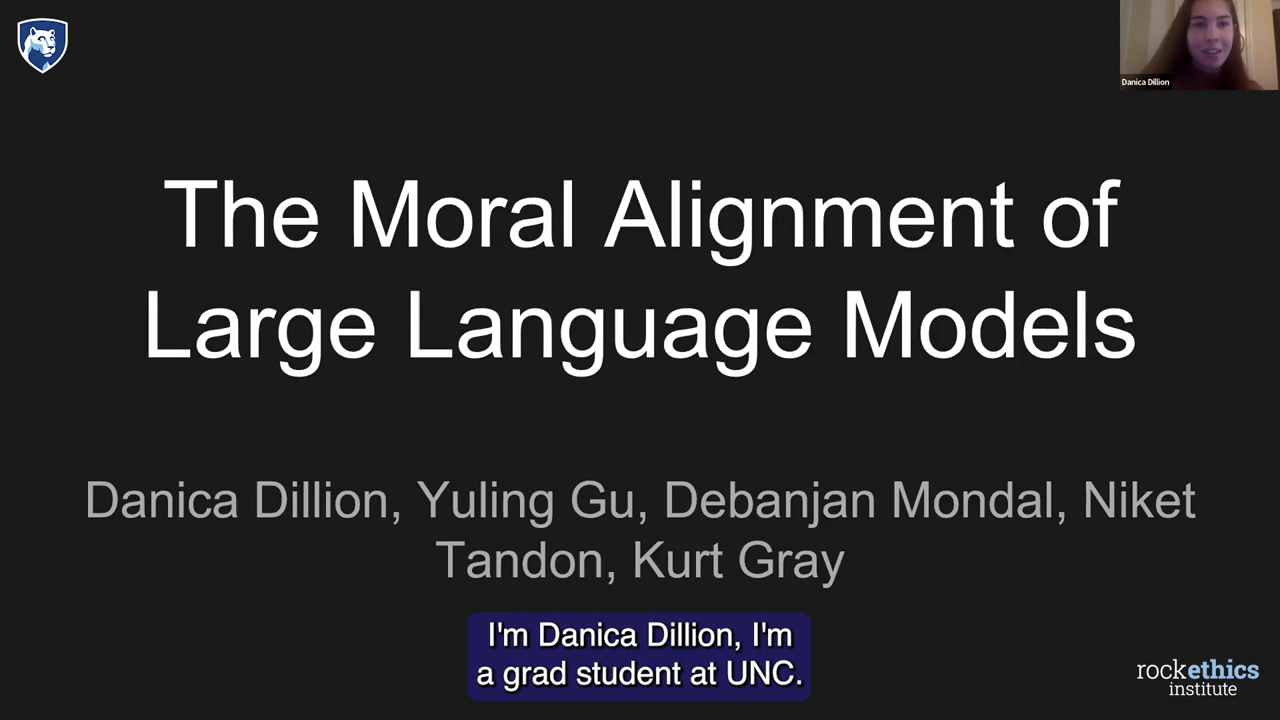 Danica Dillion
The Moral Alignment of
Large Language Models
Danica Dillion, Yuling Gu, Debanjan Mondal, Niket
Tandon, Kurt Gray
I'm Danica Dillion, I'm
a grad student at UNC.
rockethics
institute